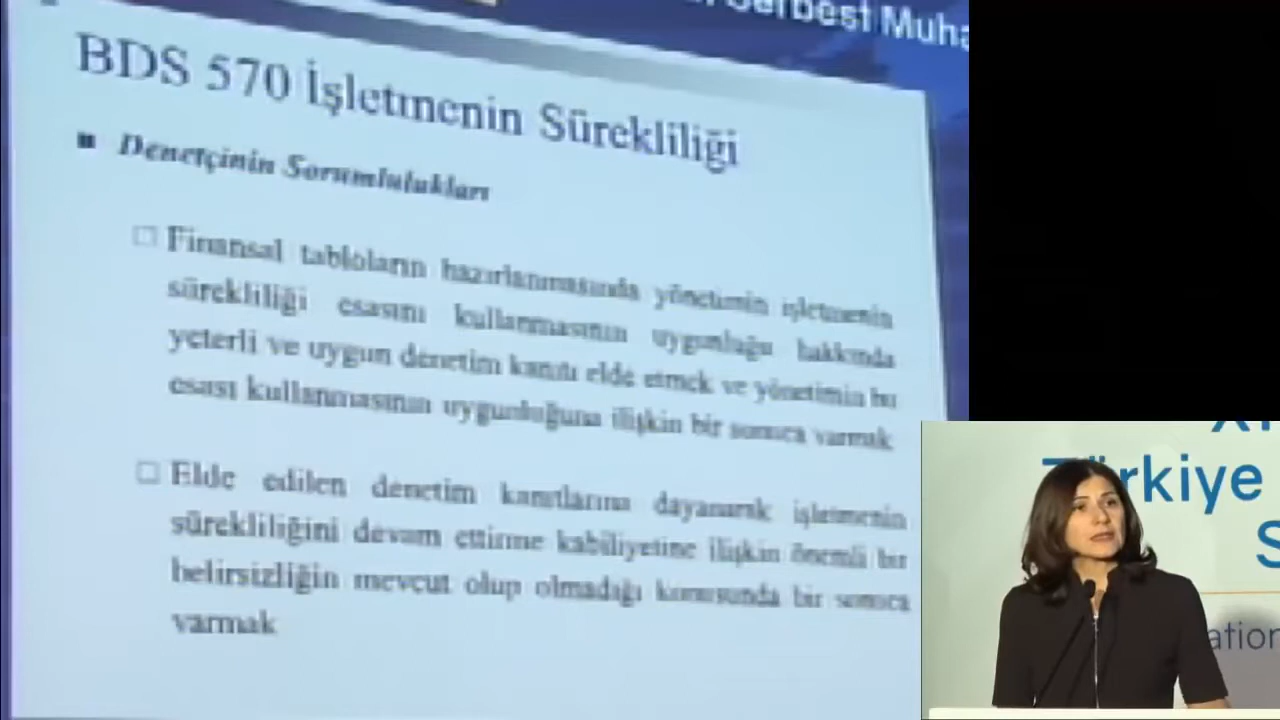 Serbest Muha
BDS 570 İşletmenin Sürekliliği
Denetçinin Sorumlulukları
Finansal tabloların hazırlanmasında yönetimin işletmenin
sürekliliği esasını kullanmasının uygunluğu hakkında
yeterli ve uygun denetim kanıtı elde etmek ve yönetimin bu
esası kullanmasının uygunluğuna ilişkin bir sonuca varmak
Elde edilen denetim kanıtlarına dayanarak işletmenin
sürekliliğini devam ettirme kabiliyetine ilişkin önemli bir
belirsizliğin mevcut olup olmadığı konusunda bir sonuca
varmak
Türkiye
S
ation